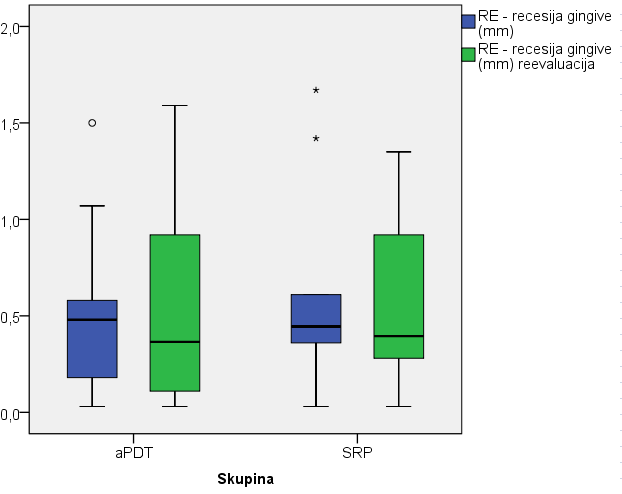 RE - recesija gingive
(mm)
RE - recesija gingive
(mm) reevaluacija
2,0
1,5
1,0
0,5
0,0
aPDT
SRP
Skupina